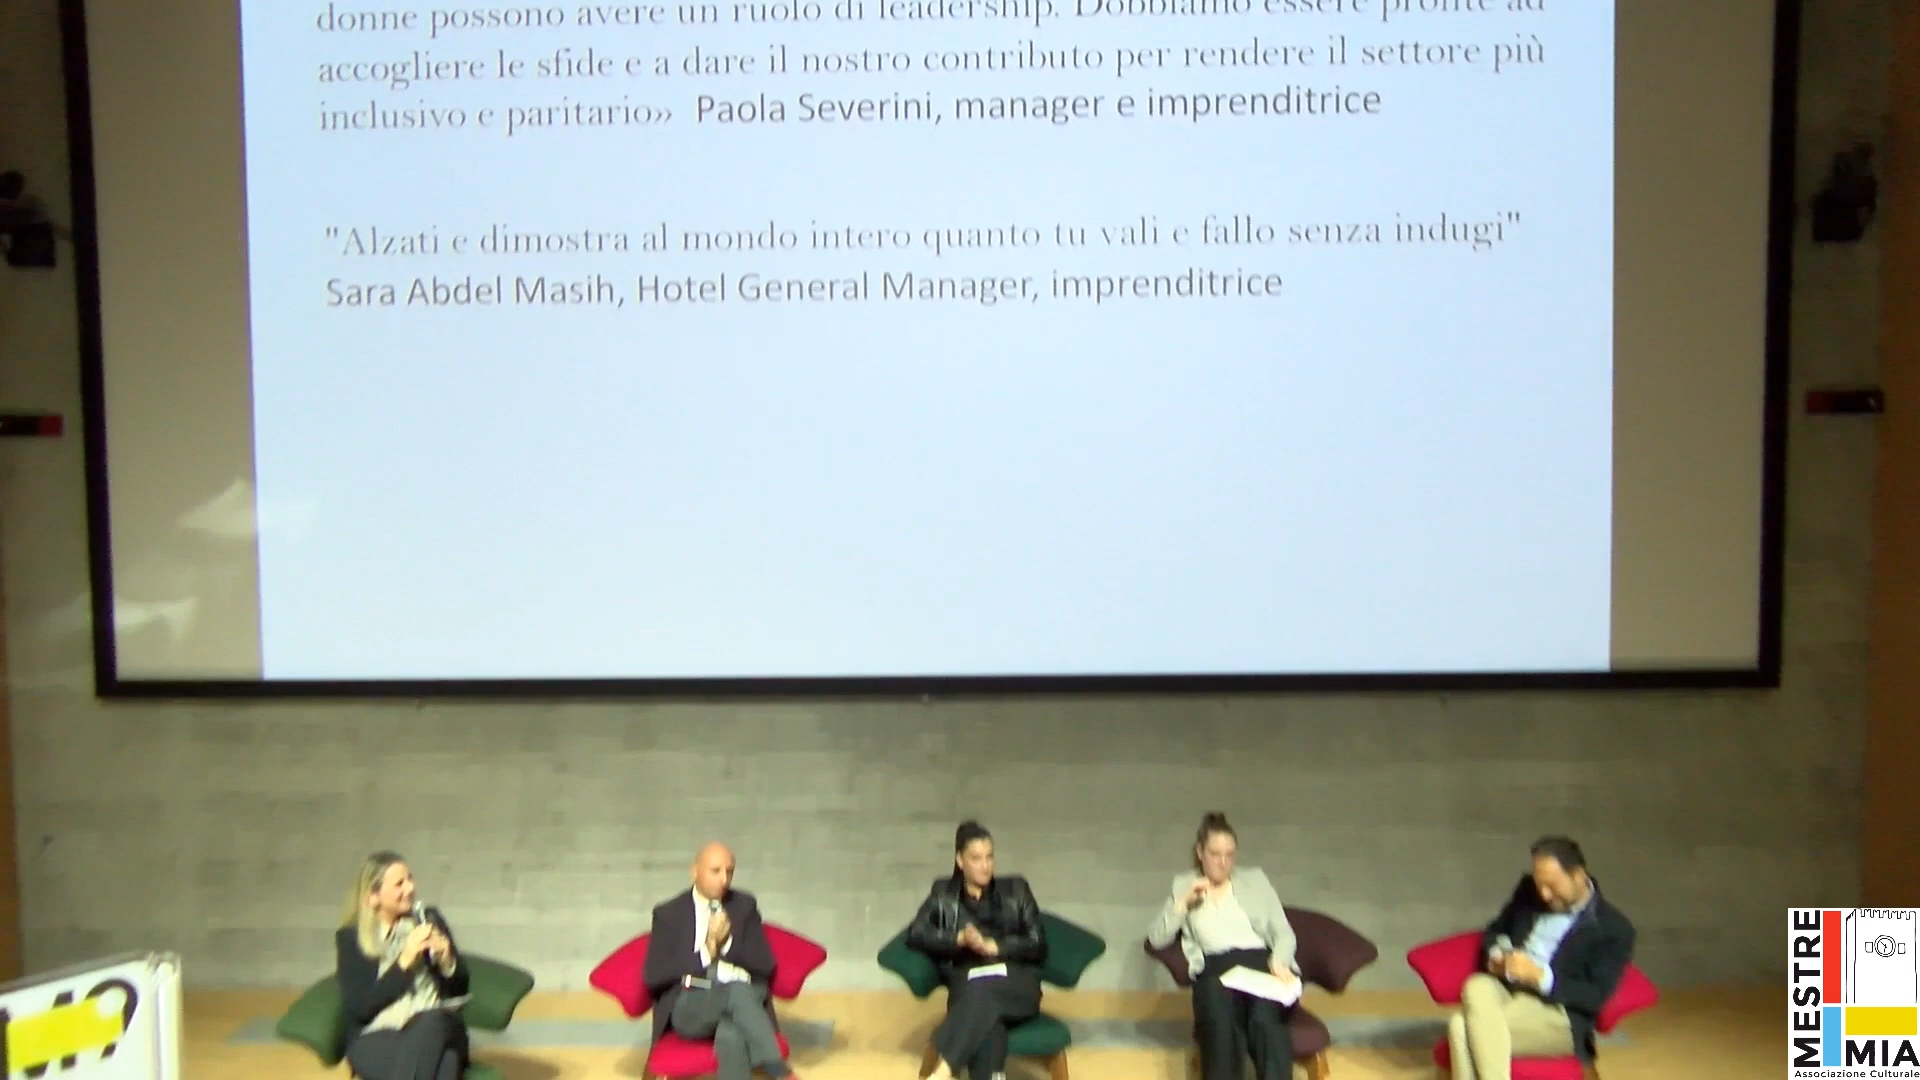 donne possono avere un ruolo di leadership. Dobbiamo essere pronte ad
accogliere le sfide e a dare il nostro contributo per rendere il settore più
inclusivo e paritario» Paola Severini, manager e imprenditrice
"Alzati e dimostra al mondo intero quanto tu vali e fallo senza indugi"
Sara Abdel Masih, Hotel General Manager, imprenditrice
M9
MESTRE
MIA
Associazione Culturale